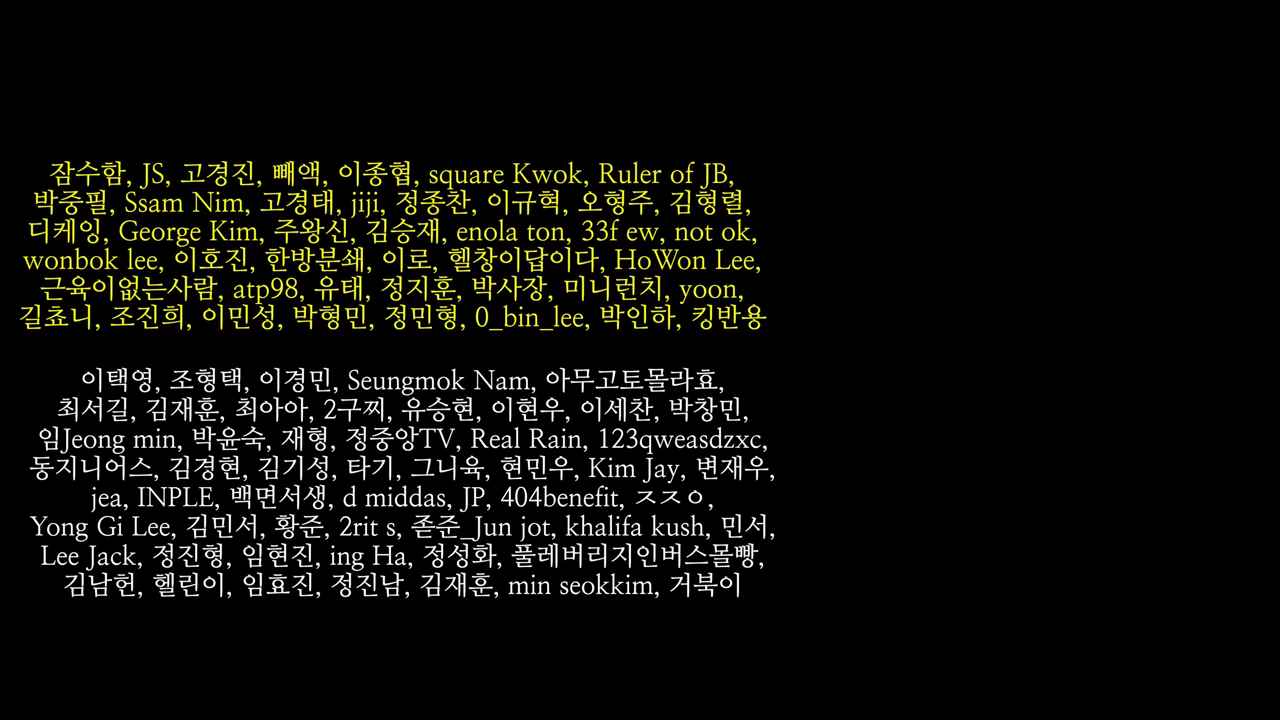 잠수함, JS, 고경진, 빼액, 이종협, square Kwok, Ruler of JB,
박중필, Ssam Nim, 고경태, jiji, 정종찬, 이규혁, 오형주, 김형렬,
디케잉, George Kim, 주왕신, 김승재, enola ton, 33f ew, not ok,
wonbok lee, 이호진, 한방분쇄, 이로, 헬창이답이다, HoWon Lee,
근육이없는사람, atp98, 유태, 정지훈, 박사장, 미니런치, yoon,
길쵸니, 조진희, 이민성, 박형민, 정민형, 0_bin_lee, 박인하, 킹반용
이택영, 조형택, 이경민, Seungmok Nam, 아무고토몰라효,
최서길, 김재훈, 최아아, 2구찌, 유승현, 이현우, 이세찬, 박창민,
임Jeong min, 박윤숙, 재형, 정중앙TV, Real Rain, 123qweasdzxc,
동지니어스, 김경현, 김기성, 타기, 그니육, 현민우, Kim Jay, 변재우,
jea, INPLE, 백면서생, d middas, JP, 404benefit, ㅈㅈㅇ,
Yong Gi Lee, 김민서, 황준, 2rit s, 죧준_Jun jot, khalifa kush, 민서,
Lee Jack, 정진형, 임현진, ing Ha, 정성화, 풀레버리지인버스몰빵,
김남헌, 헬린이, 임효진, 정진남, 김재훈, min seokkim, 거북이